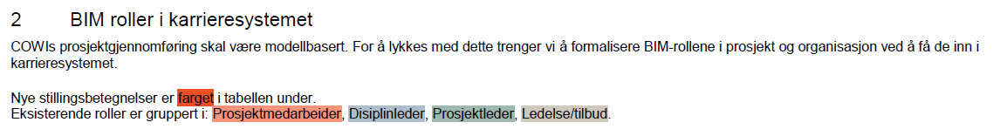 2 BIM roller i karrieresystemet
COWIs prosjektgjennomføring skal være modellbasert. For å lykkes med dette trenger vi å formalisere BIM-rollene i prosjekt og organisasjon ved å få de inn i
karrieresystemet.
Nye stillingsbetegnelser er farget i tabellen under.
Eksisterende roller er gruppert i: Prosjektmedarbeider, Disiplinleder, Prosjektleder, Ledelse/tilbud.